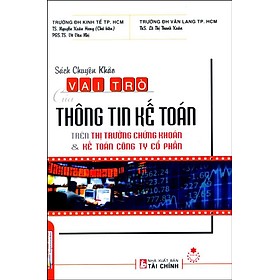 TRƯỜNG ĐH KINH TẾ TP. HCM
TS. Nguyễn Xuân Hưng (Chủ biên)
PGS.TS. Võ Văn Nhị
TRƯỜNG ĐH VĂN LANG TP. HCM
ThS. Lê Thị Thanh Xuân
Sách Chuyên Khảo
VAI TRÒ
Của
THÔNG TIN KẾ TOÁN
TRÊN THỊ TRƯỜNG CHỨNG KHOÁN
& KẾ TOÁN CÔNG TY CỔ PHẦN
NHÀ XUẤT BẢN
TÀI CHÍNH